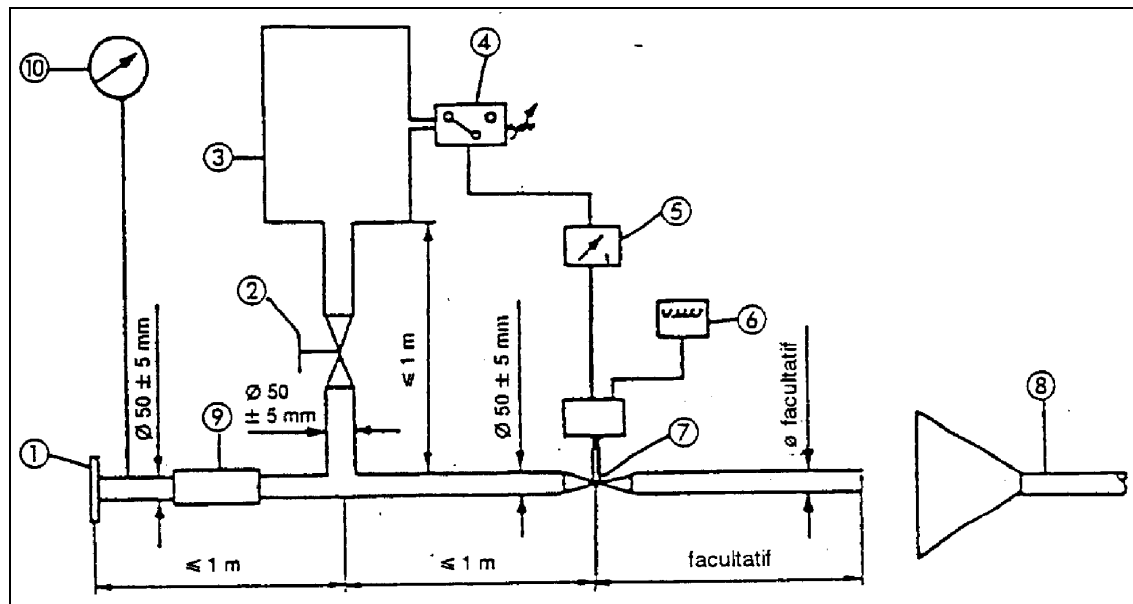 ⑩
④
③
⑤
②
⑥
Ø 50 ± 5 mm
Ø 50
± 5 mm
⩽ 1 m
Ø 50 ± 5 mm
ø facultatif
⑨
⑦
⑧
①
⩽ 1 m
⩽ 1 m
facultatif